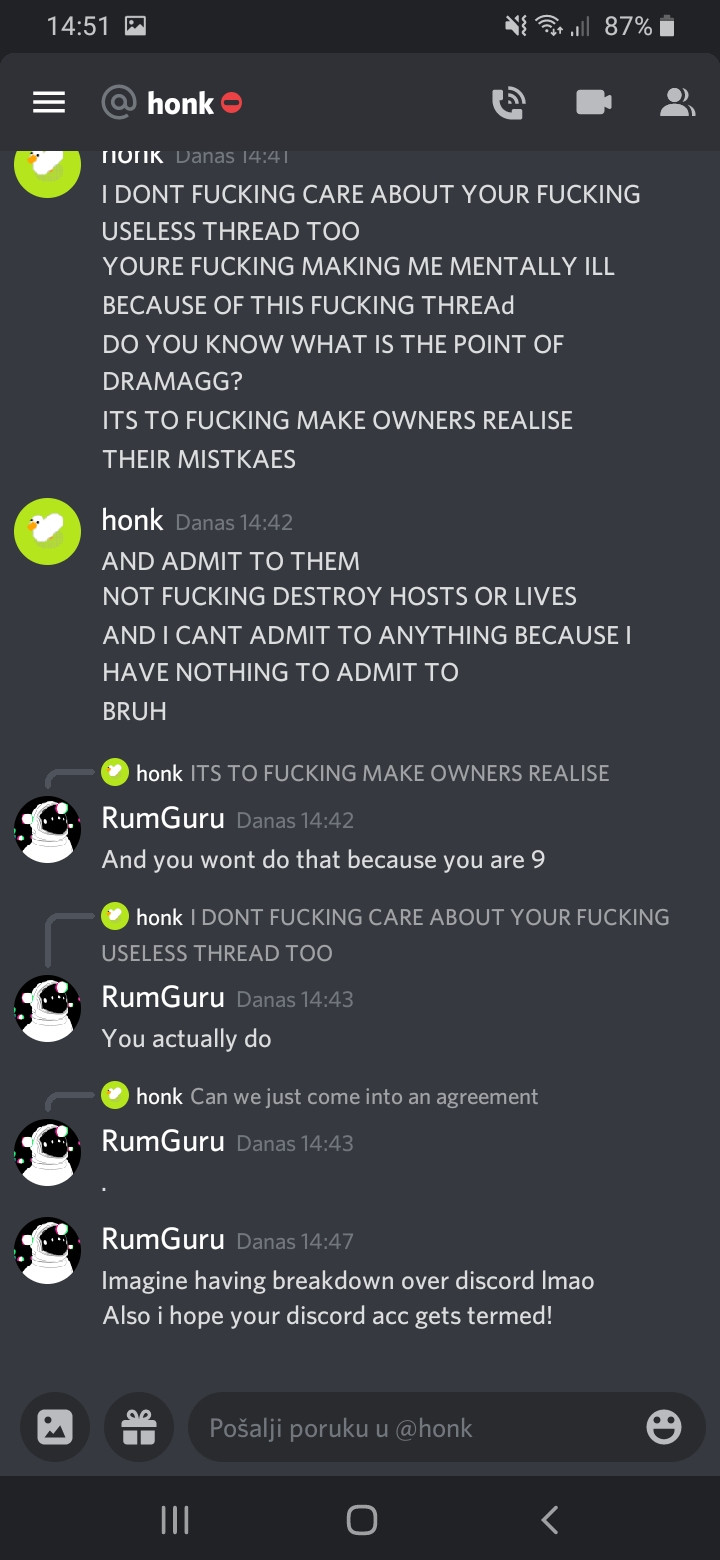 14:51
87%
@ honk
honk Danas 14:41
I DONT FUCKING CARE ABOUT YOUR FUCKING
USELESS THREAD TOO
YOURE FUCKING MAKING ME MENTALLY ILL
BECAUSE OF THIS FUCKING THREAd
DO YOU KNOW WHAT IS THE POINT OF
DRAMAGG?
ITS TO FUCKING MAKE OWNERS REALISE
THEIR MISTKAES
honk Danas 14:42
AND ADMIT TO THEM
NOT FUCKING DESTROY HOSTS OR LIVES
AND I CANT ADMIT TO ANYTHING BECAUSE I
HAVE NOTHING TO ADMIT TO
BRUH
honk ITS TO FUCKING MAKE OWNERS REALISE
RumGuru Danas 14:42
And you wont do that because you are 9
honk I DONT FUCKING CARE ABOUT YOUR FUCKING
USELESS THREAD TOO
RumGuru Danas 14:43
You actually do
honk Can we just come into an agreement
RumGuru Danas 14:43
.
RumGuru Danas 14:47
Imagine having breakdown over discord lmao
Also i hope your discord acc gets termed!
Pošalji poruku u @honk